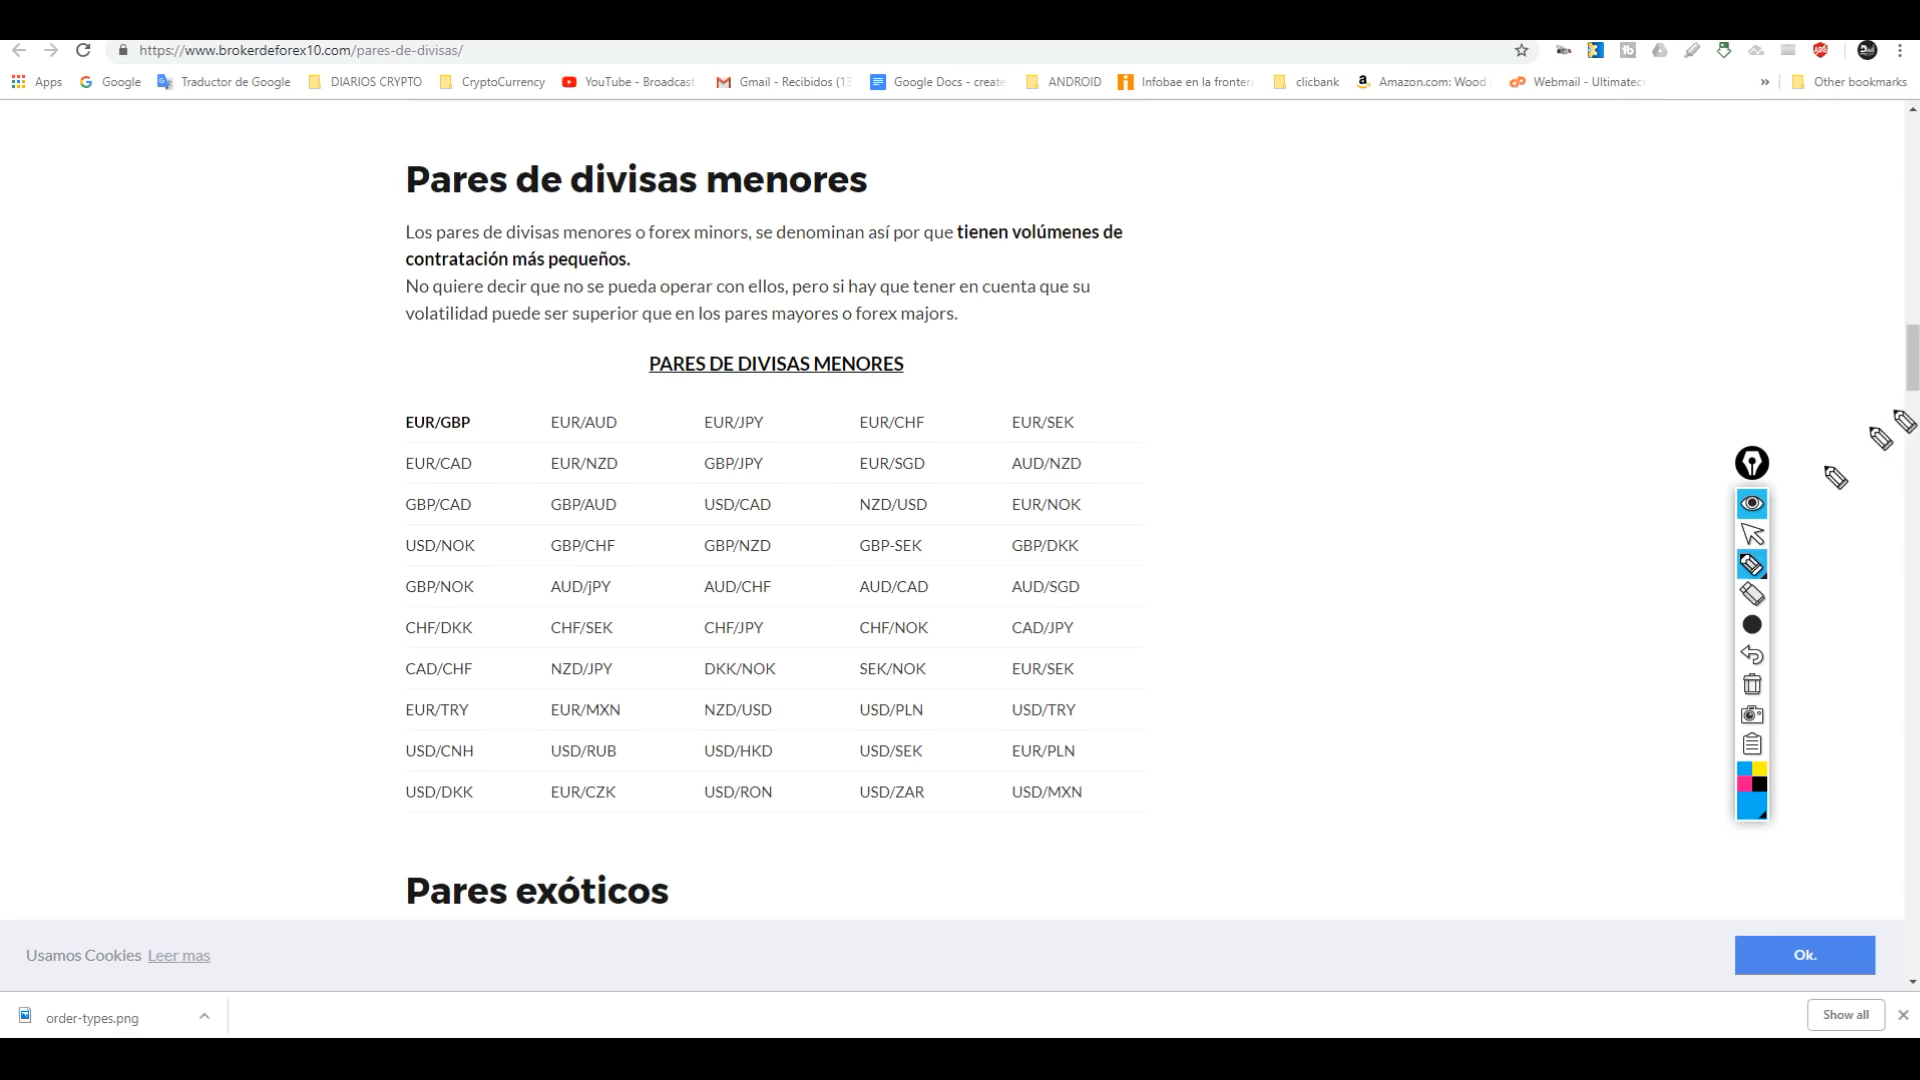 https://www.brokerdeforex10.com/pares-de-divisas/
Apps Google Traductor de Google DIARIOS CRYPTO CryptoCurrency YouTube - Broadcast Gmail - Recibidos (13 Google Docs - create ANDROID Infobae en la frontera clicbank Amazon.com: Wood Webmail - Ultimate » Other bookmarks
Pares de divisas menores
Los pares de divisas menores o forex minors, se denominan así por que tienen volúmenes de
contratación más pequeños.
No quiere decir que no se pueda operar con ellos, pero si hay que tener en cuenta que su
volatilidad puede ser superior que en los pares mayores o forex majors.
PARES DE DIVISAS MENORES
EUR/GBP EUR/AUD EUR/JPY EUR/CHF EUR/SEK
EUR/CAD EUR/NZD GBP/JPY EUR/SGD AUD/NZD
GBP/CAD GBP/AUD USD/CAD NZD/USD EUR/NOK
USD/NOK GBP/CHF GBP/NZD GBP-SEK GBP/DKK
GBP/NOK AUD/jPY AUD/CHF AUD/CAD AUD/SGD
CHF/DKK CHF/SEK CHF/JPY CHF/NOK CAD/JPY
CAD/CHF NZD/JPY DKK/NOK SEK/NOK EUR/SEK
EUR/TRY EUR/MXN NZD/USD USD/PLN USD/TRY
USD/CNH USD/RUB USD/HKD USD/SEK EUR/PLN
USD/DKK EUR/CZK USD/RON USD/ZAR USD/MXN
Pares exóticos
Usamos Cookies Leer mas Ok.
order-types.png Show all